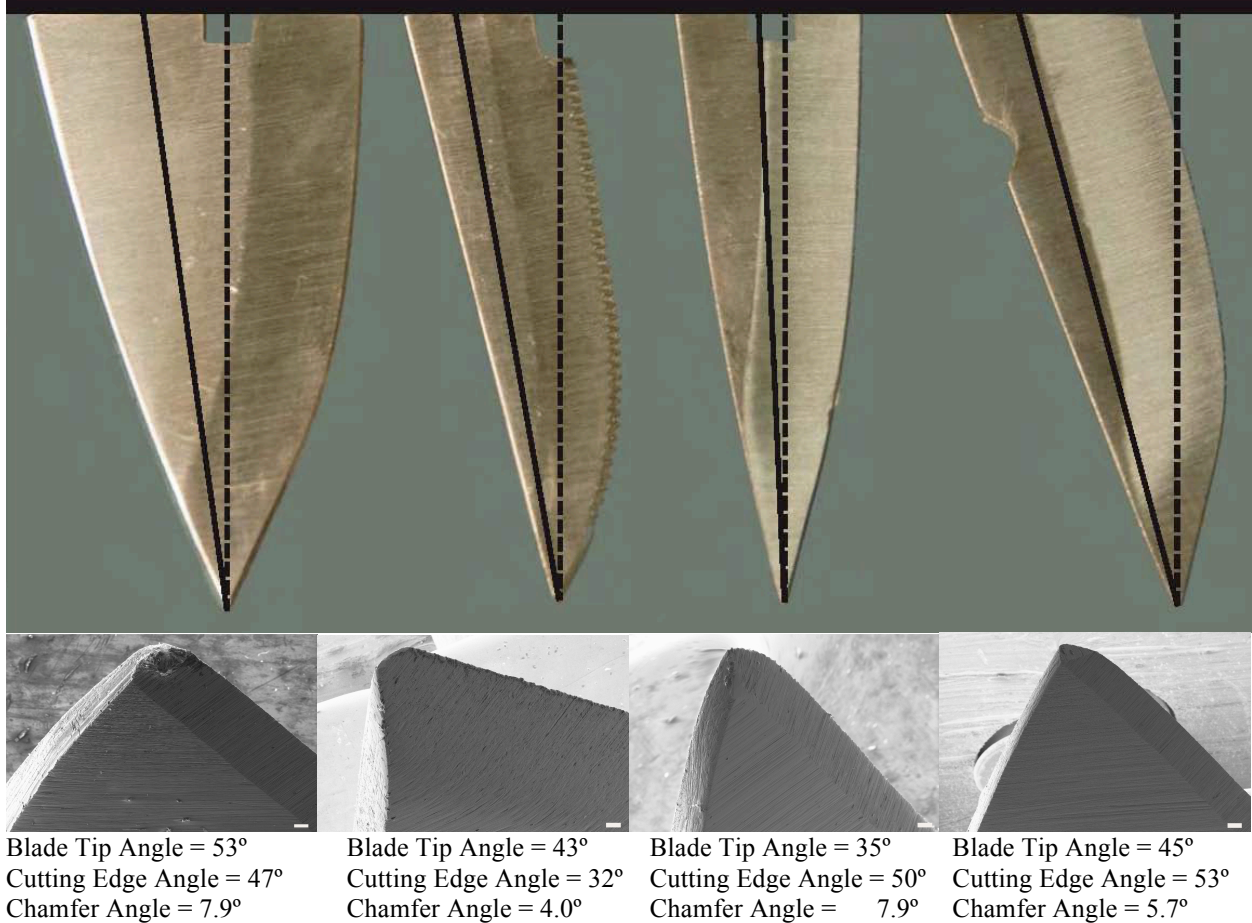 Blade Tip Angle = 53º
Cutting Edge Angle = 47º
Chamfer Angle = 7.9º
Blade Tip Angle = 43º
Cutting Edge Angle = 32º
Chamfer Angle = 4.0º
Blade Tip Angle = 35º
Cutting Edge Angle = 50º
Chamfer Angle = 7.9º
Blade Tip Angle = 45º
Cutting Edge Angle = 53º
Chamfer Angle = 5.7º